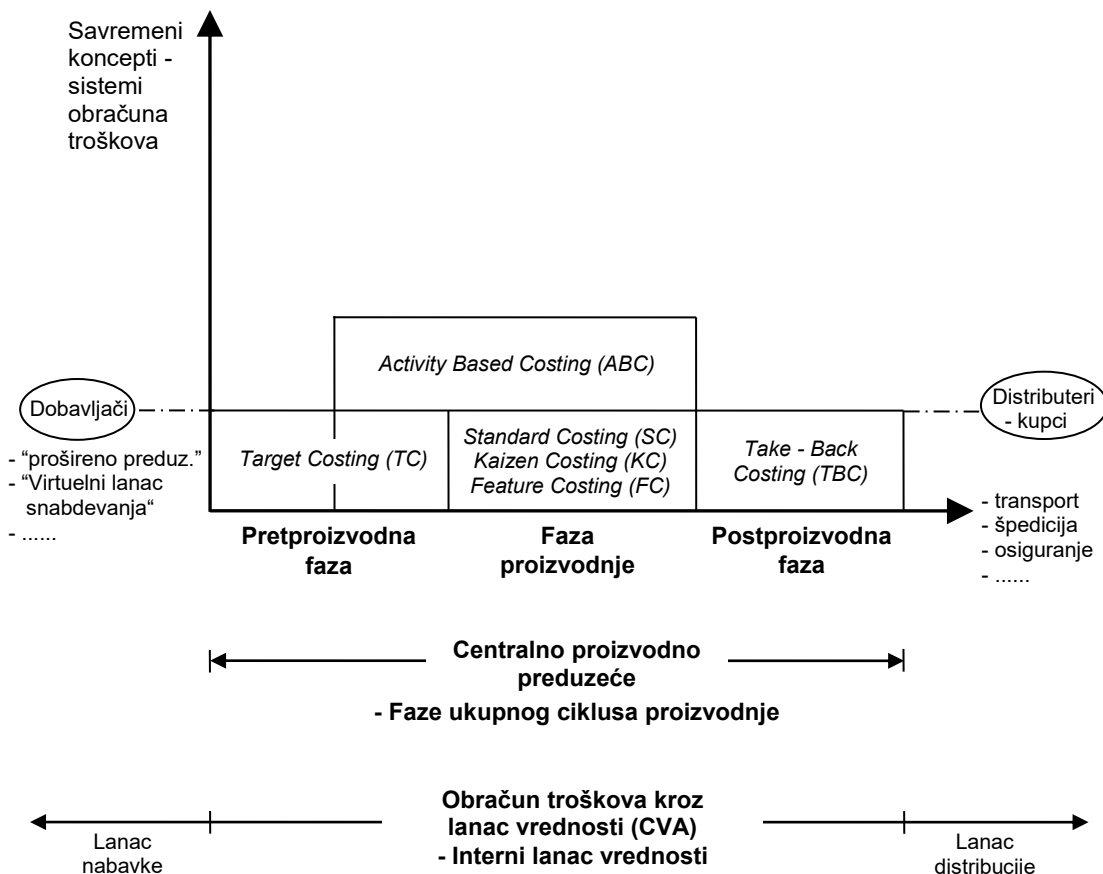 Savremeni
koncepti -
sistemi
obračuna
troškova
Activity Based Costing (ABC)
Dobavljači
Distributeri
- kupci
- “prošireno preduz.”
- “Virtuelni lanac
snabdevanja“
- ......
Target Costing (TC)
Standard Costing (SC)
Kaizen Costing (KC)
Feature Costing (FC)
Take - Back
Costing (TBC)
- transport
- špedicija
- osiguranje
- ......
Pretproizvodna
faza
Faza
proizvodnje
Postproizvodna
faza
Centralno proizvodno
preduzeće
- Faze ukupnog ciklusa proizvodnje
Obračun troškova kroz
lanac vrednosti (CVA)
- Interni lanac vrednosti
Lanac
nabavke
Lanac
distribucije